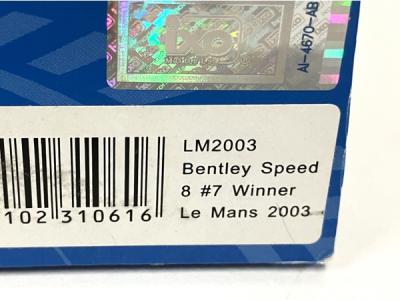 AI-4670-AB
LM2003
Bentley Speed
8 #7 Winner
Le Mans 2003
102 310616